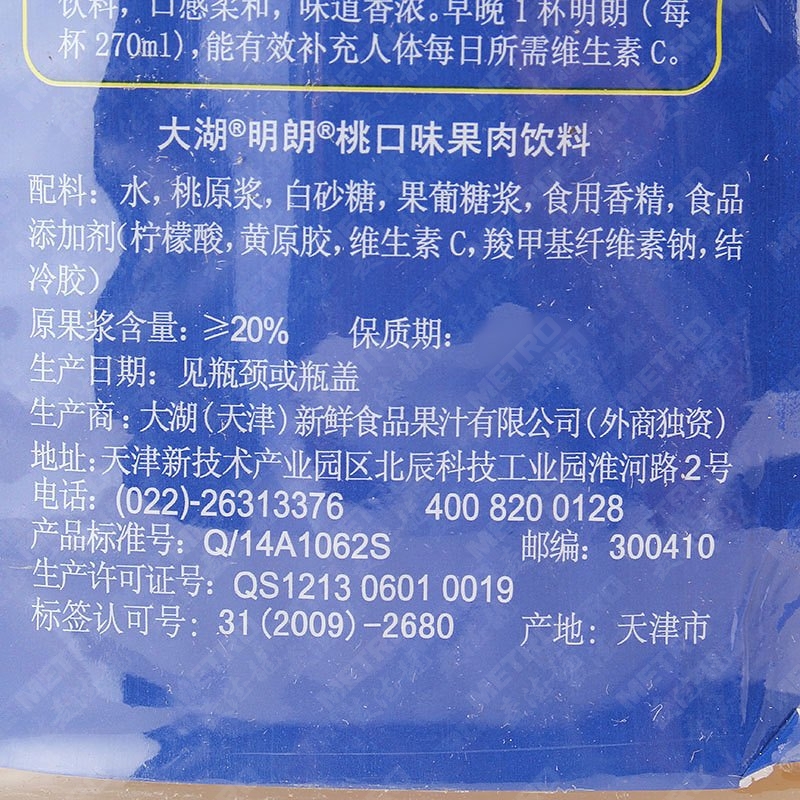 饮料，口感柔和，味道香浓。早晚1杯明朗（每
杯270ml），能有效补充人体每日所需维生素C。
大湖®明朗®桃口味果肉饮料
配料：水，桃原浆，白砂糖，果葡糖浆，食用香精，食品
添加剂（柠檬酸，黄原胶，维生素C，羧甲基纤维素钠，结
冷胶）
原果浆含量：≥20% 保质期：
生产日期：见瓶颈或瓶盖
生产商：大湖（天津）新鲜食品果汁有限公司（外商独资）
地址：天津新技术产业园区北辰科技工业园淮河路2号
电话：(022)-26313376 400 820 0128
产品标准号：Q/14A1062S 邮编：300410
生产许可证号：QS1213 0601 0019
标签认可号：31(2009)-2680 产地：天津市